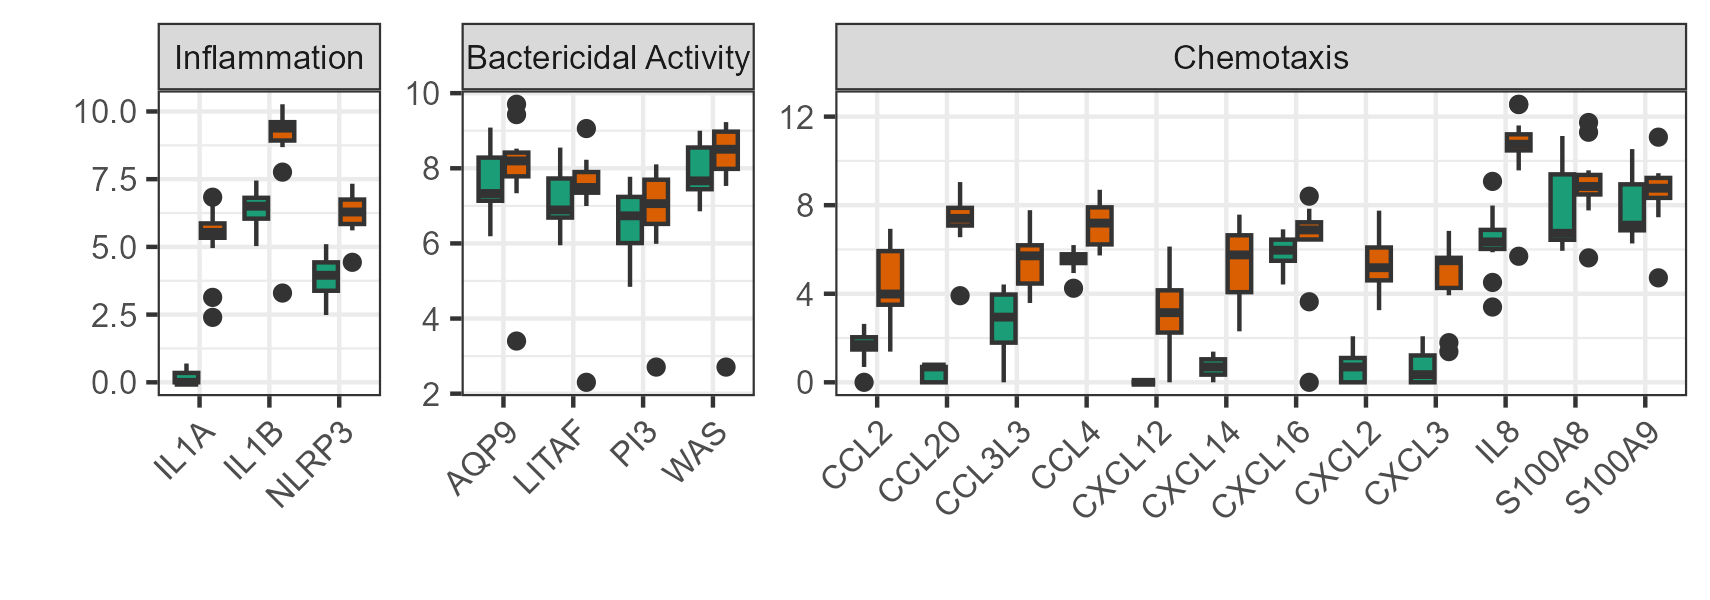 Inflammation
10.0
7.5
5.0
2.5
0.0
IL1A
IL1B
NLRP3
Bactericidal Activity
10
8
6
4
2
AQP9
LITAF
PI3
WAS
Chemotaxis
12
8
4
0
CCL2
CCL20
CCL3L3
CCL4
CXCL12
CXCL14
CXCL16
CXCL2
CXCL3
IL8
S100A8
S100A9